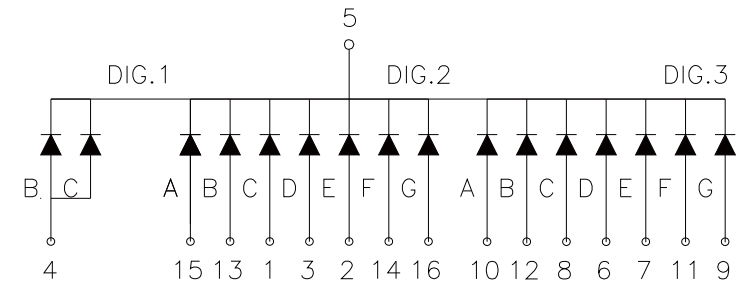 5
DIG.1 DIG.2 DIG.3
B. C A B C D E F G A B C D E F G
4 15 13 1 3 2 14 16 10 12 8 6 7 11 9